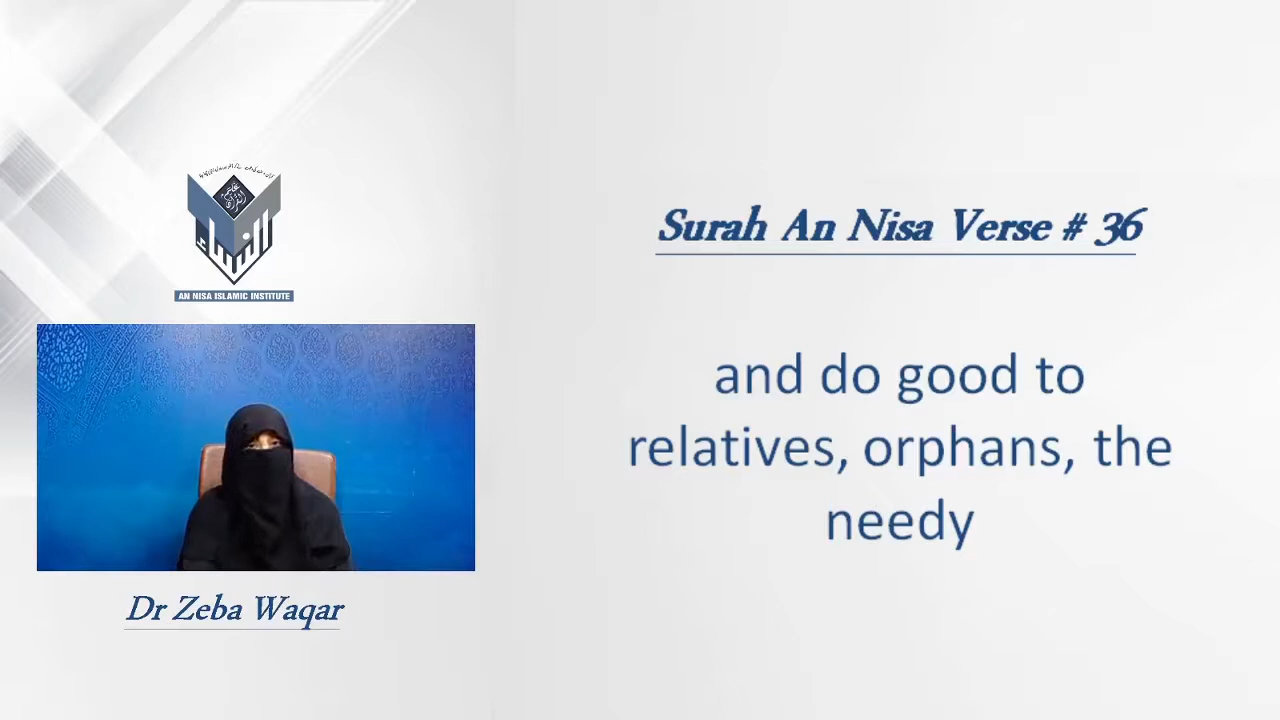 AN NISA ISLAMIC INSTITUTE
Dr Zeba Waqar
Surah An Nisa Verse # 36
and do good to
relatives, orphans, the
needy